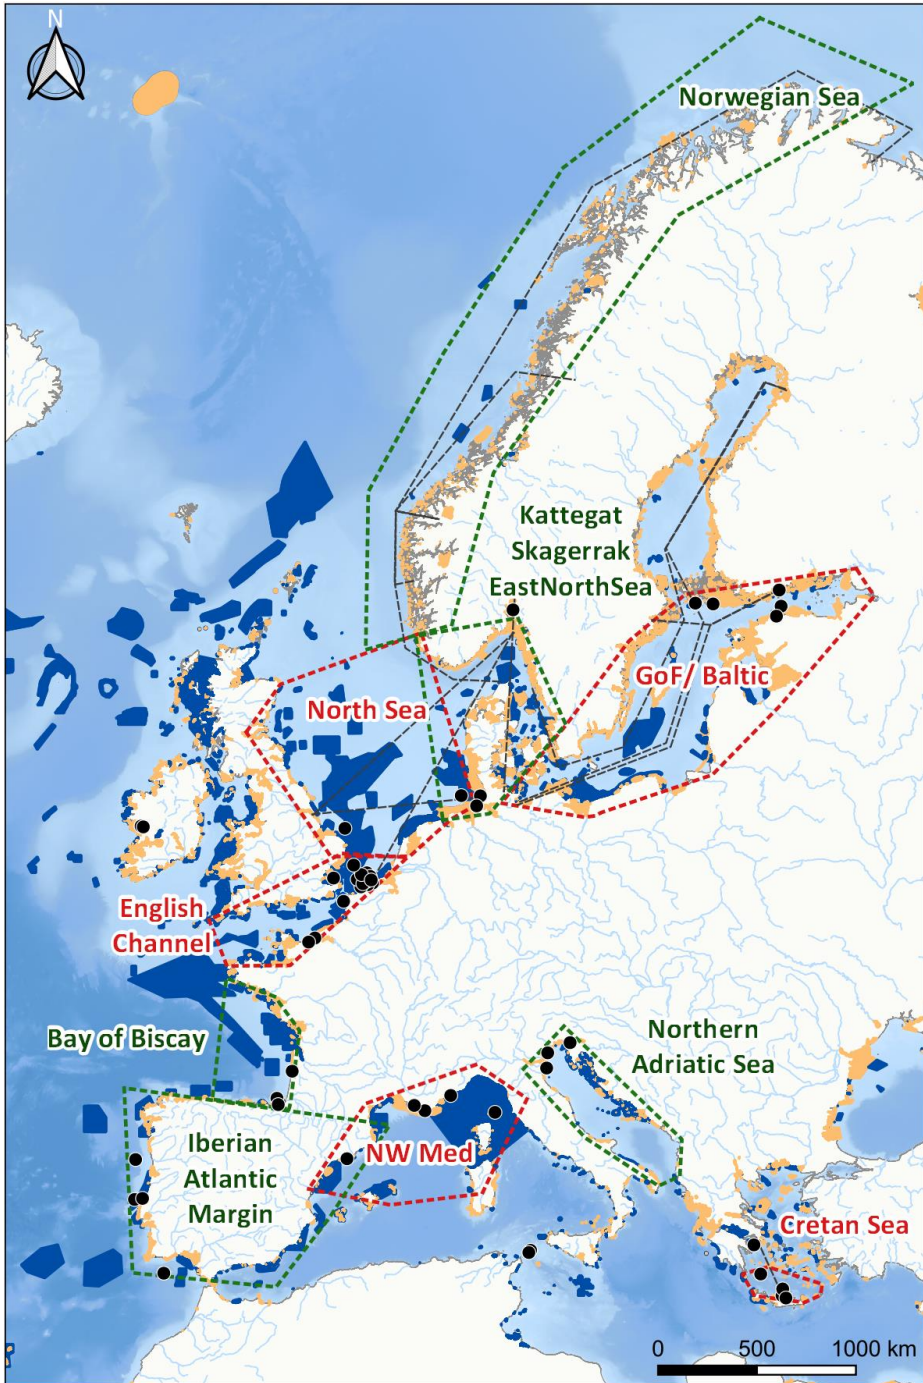 N
Norwegian Sea
Kattegat
Skagerrak
EastNorthSea
GoF/ Baltic
North Sea
English
Channel
Bay of Biscay
Northern
Adriatic Sea
Iberian
Atlantic
Margin
NW Med
Cretan Sea
0 500 1000 km